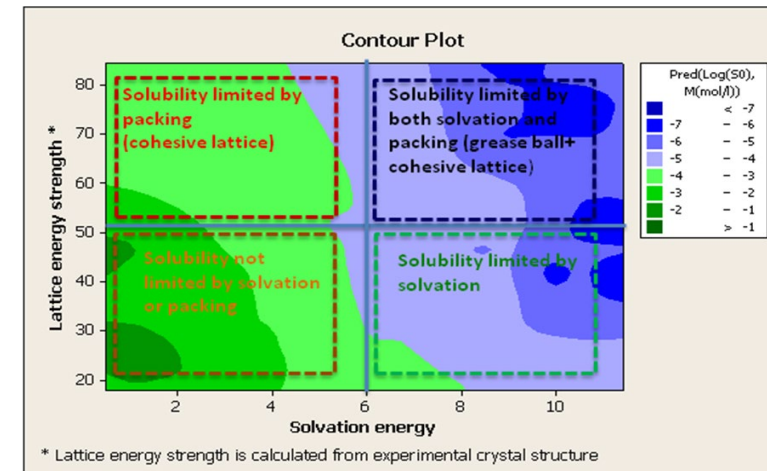 Contour Plot
Solubility limited by
packing
(cohesive lattice)
Solubility limited by
both solvation and
packing (grease ball+
cohesive lattice)
Solubility not
limited by solvation
or packing
Solubility limited by
solvation
80
70
60
50
40
30
20
Lattice energy strength *
2 4 6 8 10
Solvation energy
Pred(Log(S0),
M(mol/l))
< -7
-7 – -6
-6 – -5
-5 – -4
-4 – -3
-3 – -2
-2 – -1
> -1
* Lattice energy strength is calculated from experimental crystal structure